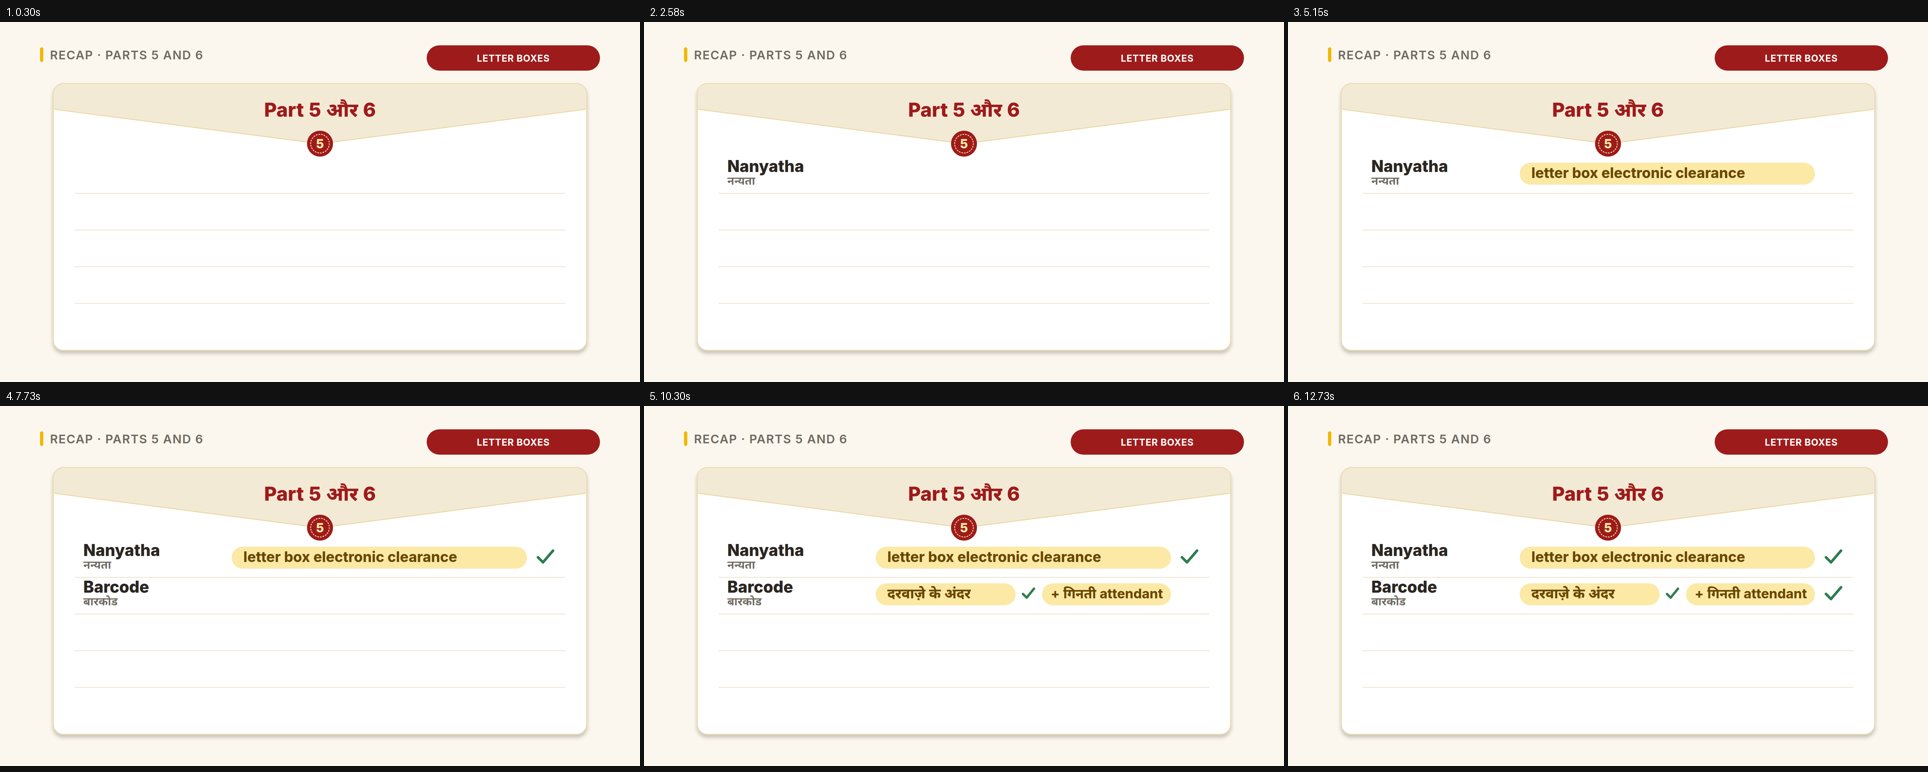 1. 0.30s
RECAP · PARTS 5 AND 6
LETTER BOXES
Part 5 और 6
5
2. 2.58s
RECAP · PARTS 5 AND 6
LETTER BOXES
Part 5 और 6
5
Nanyatha
नन्यता
3. 5.15s
RECAP · PARTS 5 AND 6
LETTER BOXES
Part 5 और 6
5
Nanyatha letter box electronic clearance
नन्यता
4. 7.73s
RECAP · PARTS 5 AND 6
LETTER BOXES
Part 5 और 6
5
Nanyatha letter box electronic clearance
नन्यता
Barcode
बारकोड
5. 10.30s
RECAP · PARTS 5 AND 6
LETTER BOXES
Part 5 और 6
5
Nanyatha letter box electronic clearance
नन्यता
Barcode दरवाज़े के अंदर + गिनती attendant
बारकोड
6. 12.73s
RECAP · PARTS 5 AND 6
LETTER BOXES
Part 5 और 6
5
Nanyatha letter box electronic clearance
नन्यता
Barcode दरवाज़े के अंदर + गिनती attendant
बारकोड